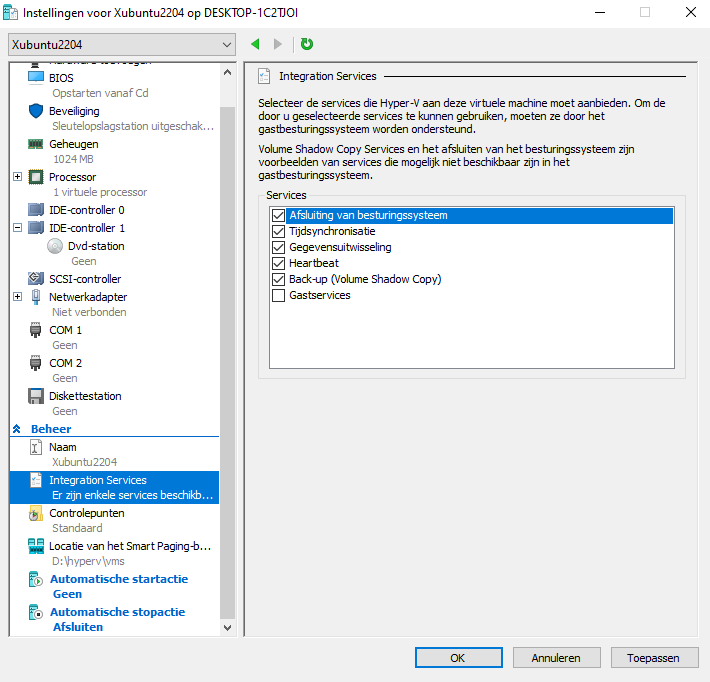 Instellingen voor Xubuntu2204 op DESKTOP-1C2TJOI
Xubuntu2204
BIOS
Opstarten vanaf Cd
Beveiliging
Sleutelopslagstation uitgeschak...
Geheugen
1024 MB
Processor
1 virtuele processor
IDE-controller 0
IDE-controller 1
Dvd-station
Geen
SCSI-controller
Netwerkadapter
Niet verbonden
COM 1
Geen
COM 2
Geen
Diskettestation
Geen
Beheer
Naam
Xubuntu2204
Integration Services
Er zijn enkele services beschikb...
Controlepunten
Standaard
Locatie van het Smart Paging-b...
D:\hyperv\vms
Automatische startactie
Geen
Automatische stopactie
Afsluiten
Integration Services
Selecteer de services die Hyper-V aan deze virtuele machine moet aanbieden. Om de
door u geselecteerde services te kunnen gebruiken, moeten ze door het
gastbesturingssysteem worden ondersteund.
Volume Shadow Copy Services en het afsluiten van het besturingssysteem zijn
voorbeelden van services die mogelijk niet beschikbaar zijn in het
gastbesturingssysteem.
Services
Afsluiting van besturingssysteem
Tijdsynchronisatie
Gegevensuitwisseling
Heartbeat
Back-up (Volume Shadow Copy)
Gastservices
OK
Annuleren
Toepassen